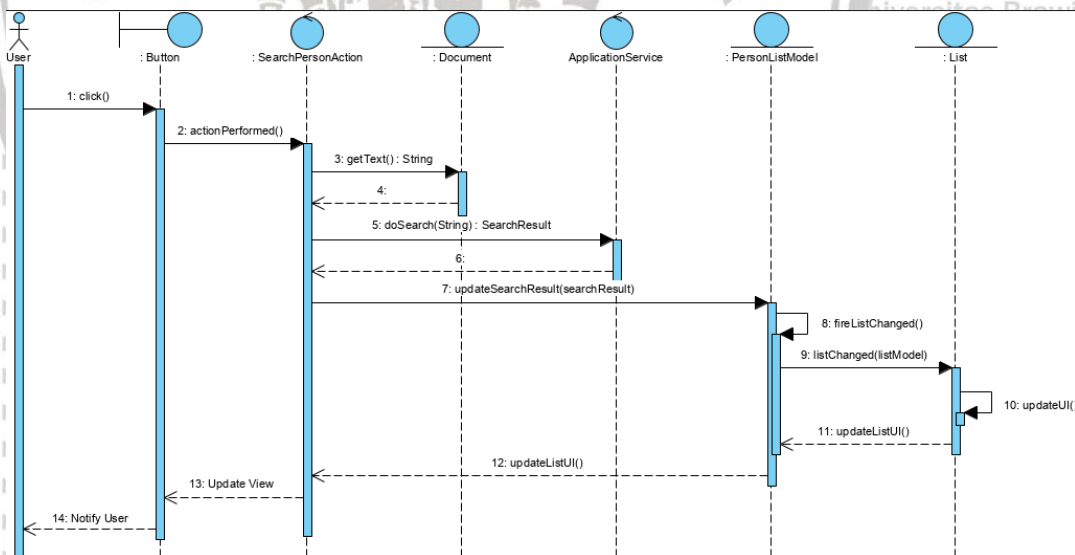 User
: Button
: SearchPersonAction
: Document
ApplicationService
: PersonListModel
: List
1: click()
2: actionPerformed()
3: getText() : String
4:
5: doSearch(String) : SearchResult
6:
7: updateSearchResult(searchResult)
8: fireListChanged()
9: listChanged(listModel)
10: updateUI()
11: updateListUI()
12: updateListUI()
13: Update View
14: Notify User